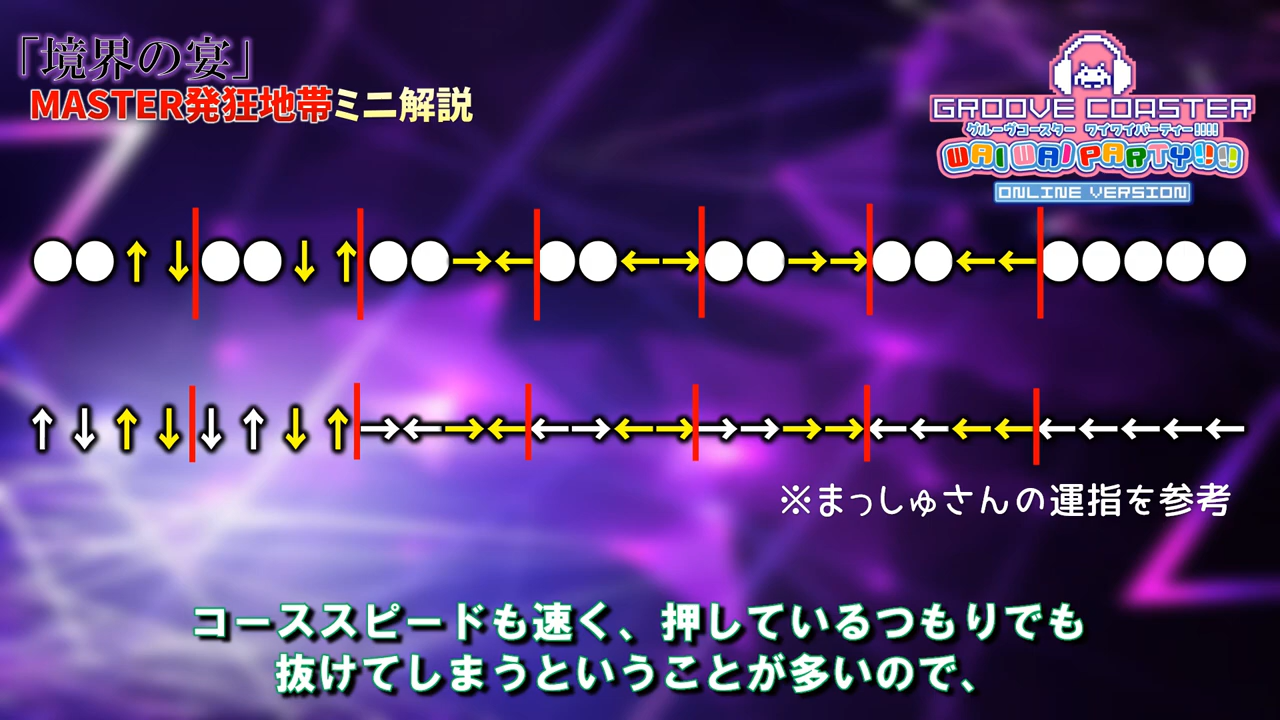 「境界の宴」
MASTER発狂地帯ミニ解説
GROOVE COASTER
グルーヴコースター ワイワイパーティー!!!!
WAI WAI PARTY!!!!
ONLINE VERSION
●●↑↓●●↓↑●●→←●●←→●●→→●●←←●●●●●
↑↓↑↓↓↑↓↑→←→←←→←→→→→→←←←←←←←←←
※まっしゅさんの運指を参考
コーススピードも速く、押しているつもりでも
抜けてしまうということが多いので、